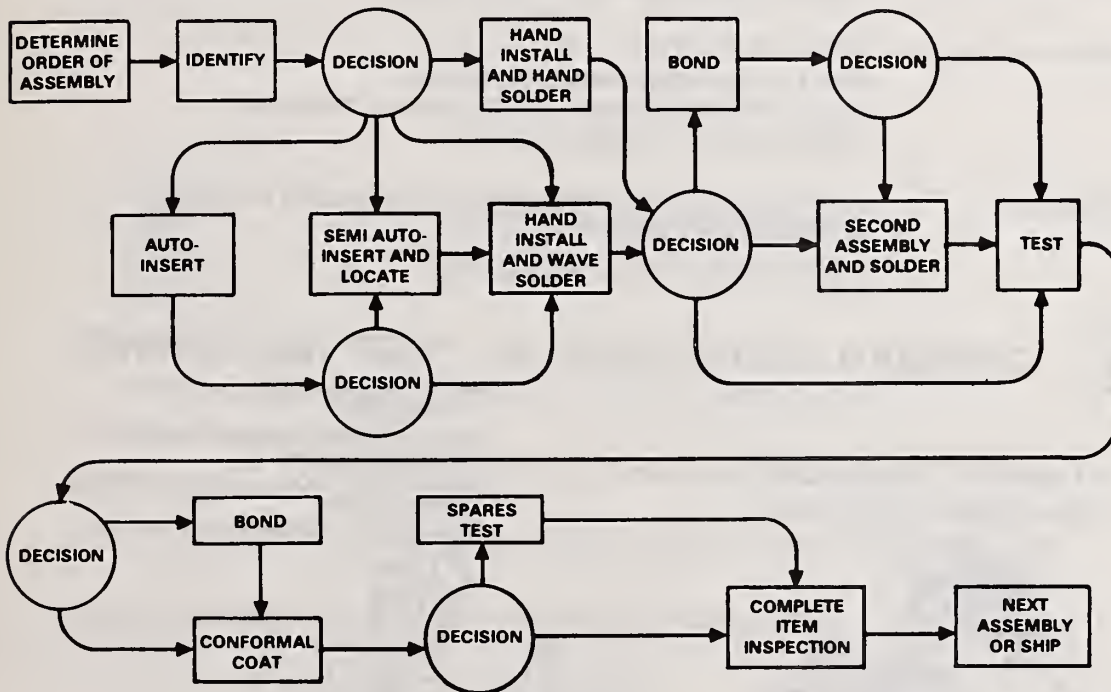 DETERMINE
ORDER OF
ASSEMBLY
IDENTIFY
DECISION
HAND
INSTALL
AND HAND
SOLDER
BOND
DECISION
AUTO-
INSERT
SEMI AUTO-
INSERT AND
LOCATE
HAND
INSTALL
AND WAVE
SOLDER
DECISION
SECOND
ASSEMBLY
AND SOLDER
TEST
DECISION
DECISION
BOND
SPARES
TEST
CONFORMAL
COAT
DECISION
COMPLETE
ITEM
INSPECTION
NEXT
ASSEMBLY
OR SHIP